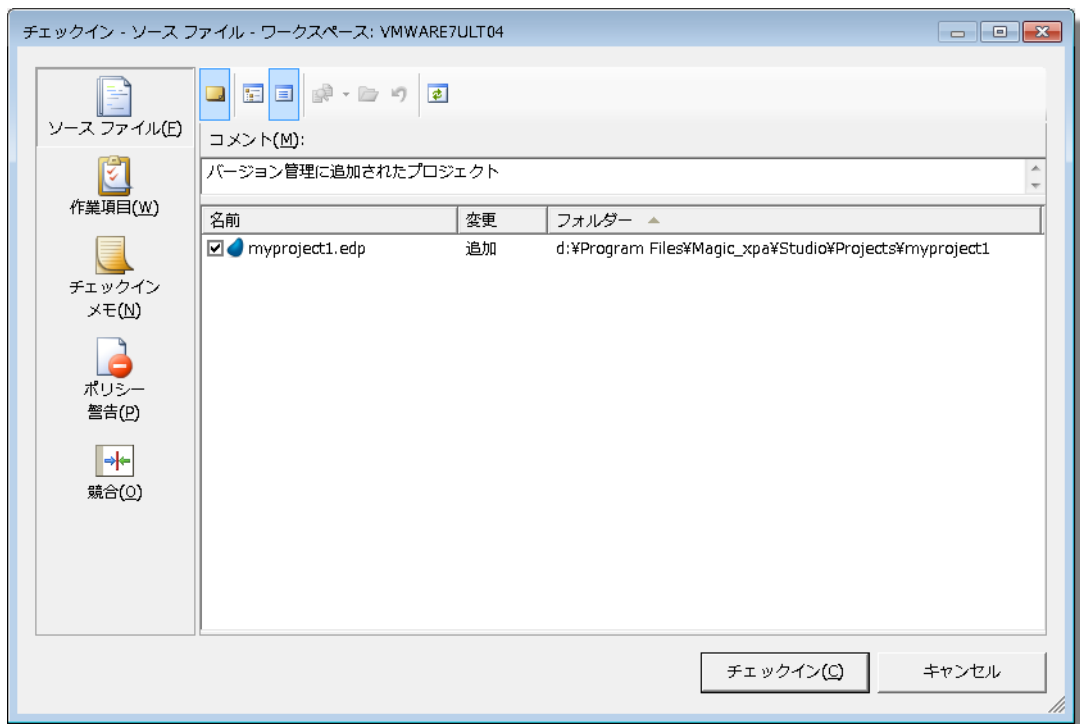 チェックイン - ソース ファイル - ワークスペース: VMWARE7ULT04
ソース ファイル(F)
作業項目(W)
チェックイン
メモ(N)
ポリシー
警告(P)
競合(O)
コメント(M):
バージョン管理に追加されたプロジェクト
名前 変更 フォルダー
myproject1.edp 追加 d:¥Program Files¥Magic_xpa¥Studio¥Projects¥myproject1
チェックイン(C) キャンセル